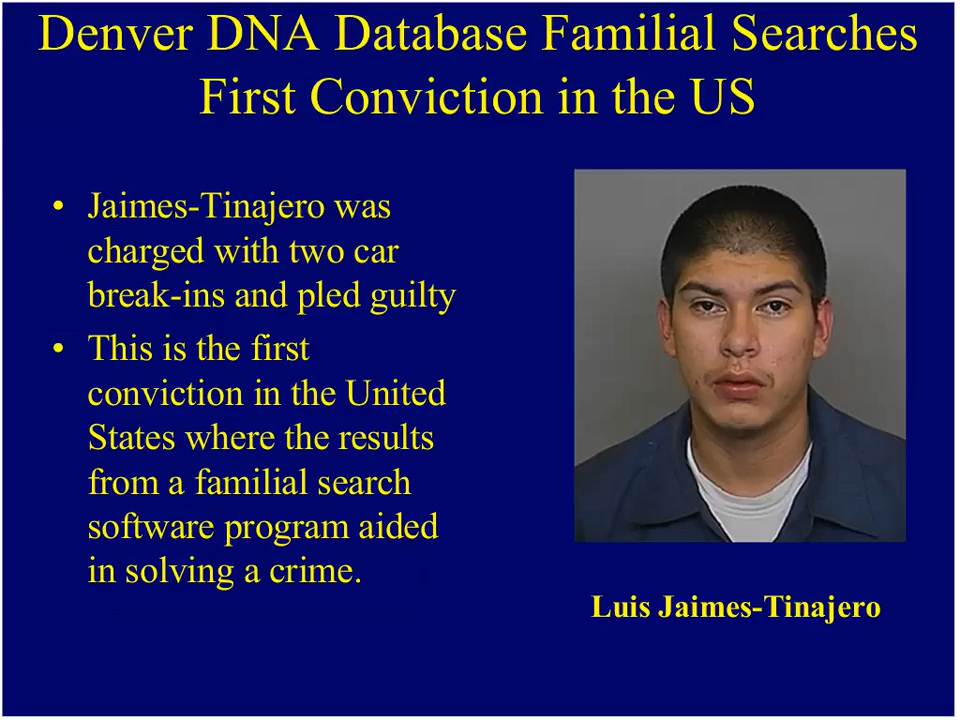 Denver DNA Database Familial Searches
First Conviction in the US
• Jaimes-Tinajero was
charged with two car
break-ins and pled guilty
• This is the first
conviction in the United
States where the results
from a familial search
software program aided
in solving a crime.
Luis Jaimes-Tinajero